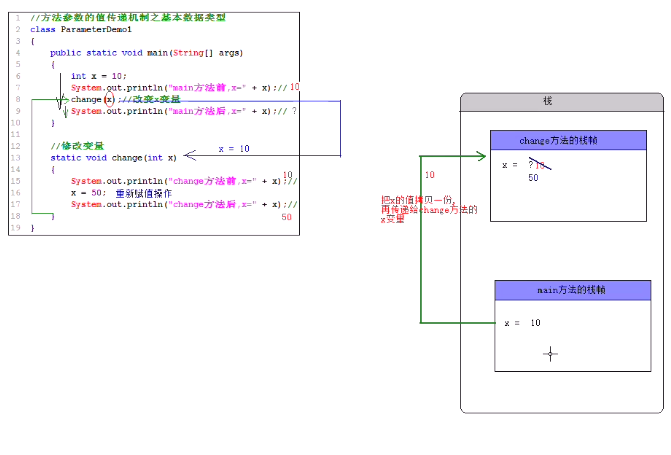 1 //方法参数的值传递机制之基本数据类型
2 class ParameterDemo1
3 {
4 public static void main(String[] args)
5 {
6 int x = 10;
7 System.out.println("main方法前,x=" + x);// 10
8 change(x);//改变x变量
9 System.out.println("main方法后,x=" + x);// ?
10 }
11
12 //修改变量
13 static void change(int x)
x = 10
14 {
15 System.out.println("change方法前,x=" + x);//
10
16 x = 50; 重新赋值操作
17 System.out.println("change方法后,x=" + x);//
18 }
50
19 }
栈
change方法的栈帧
x = ? 10
50
10
把x的值拷贝一份,
再传递给change方法的
x变量
main方法的栈帧
x = 10